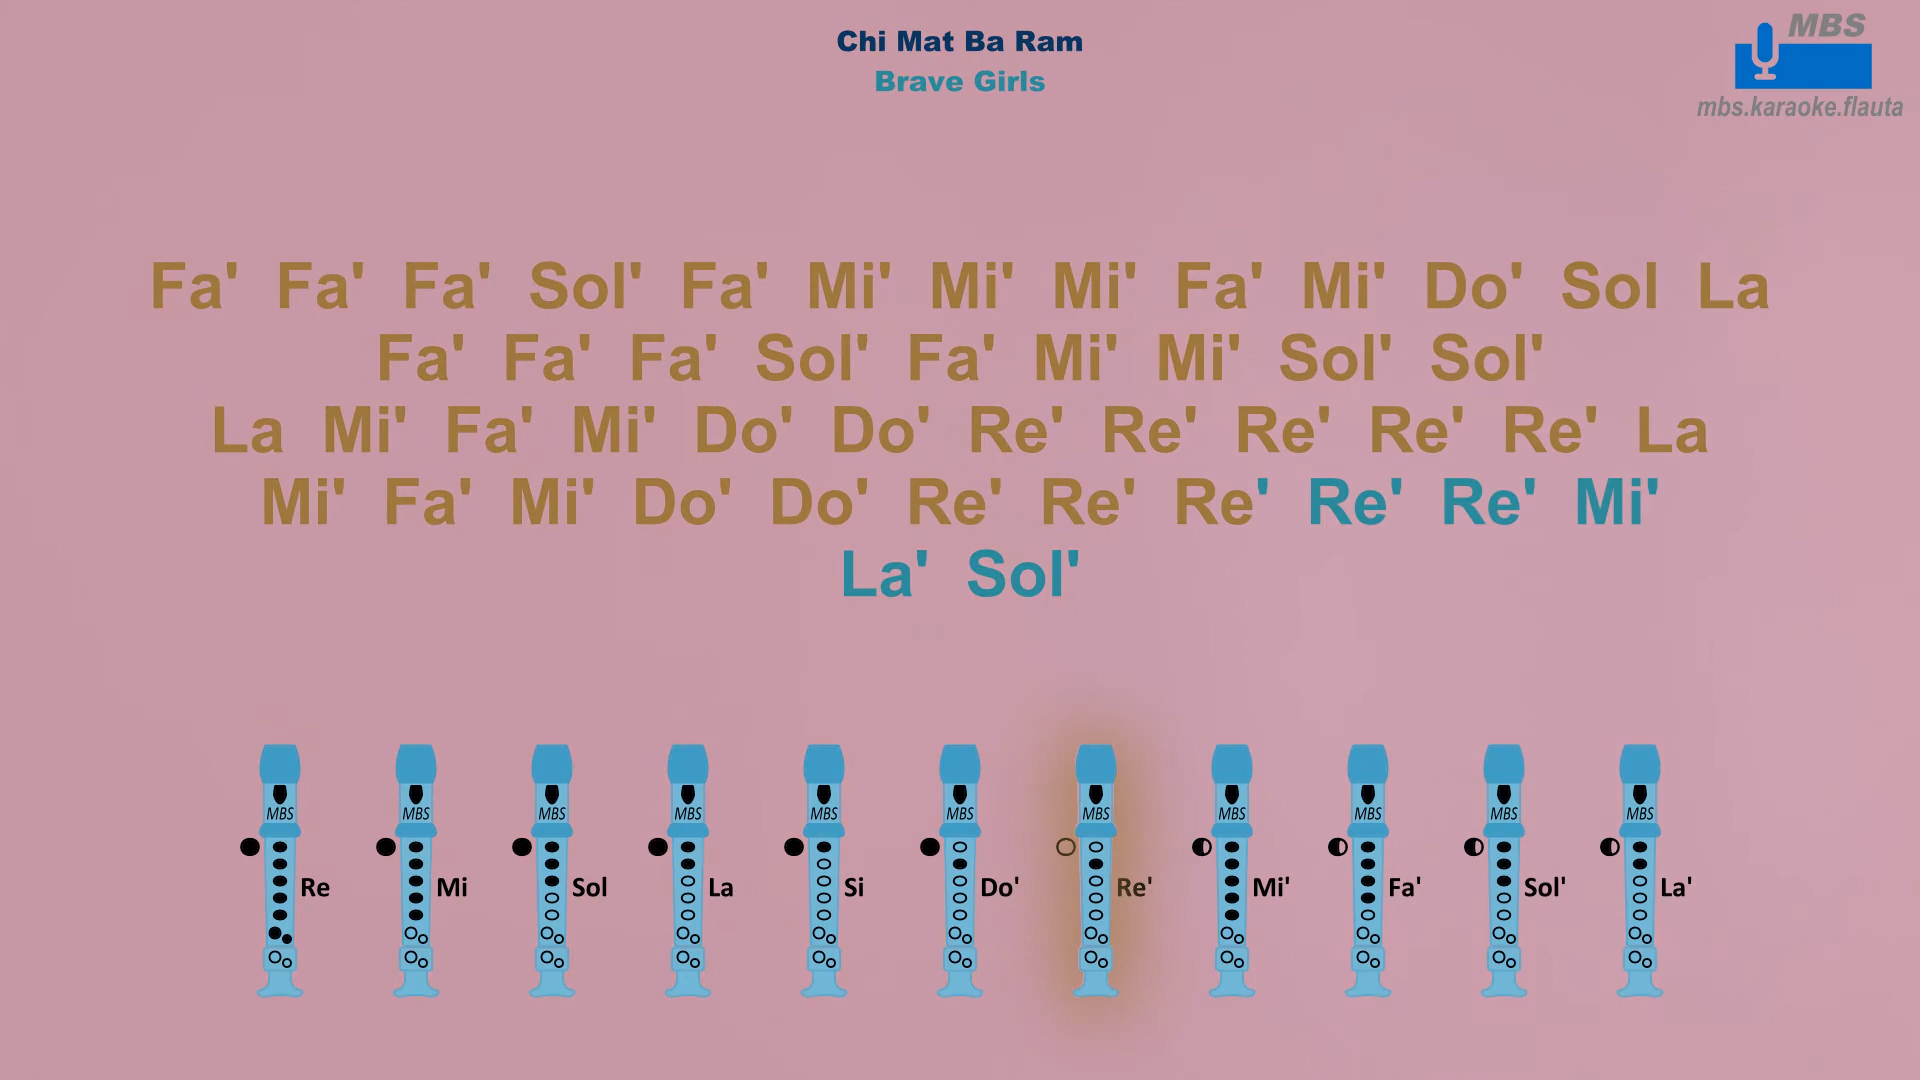 Chi Mat Ba Ram
Brave Girls
MBS
mbs.karaoke.flauta
Fa' Fa' Fa' Sol' Fa' Mi' Mi' Mi' Fa' Mi' Do' Sol La
Fa' Fa' Fa' Sol' Fa' Mi' Mi' Sol' Sol'
La Mi' Fa' Mi' Do' Do' Re' Re' Re' Re' Re' La
Mi' Fa' Mi' Do' Do' Re' Re' Re' Re' Re' Mi'
La' Sol'
MBS MBS MBS MBS MBS MBS MBS MBS MBS MBS MBS
Re Mi Sol La Si Do' Re' Mi' Fa' Sol' La'